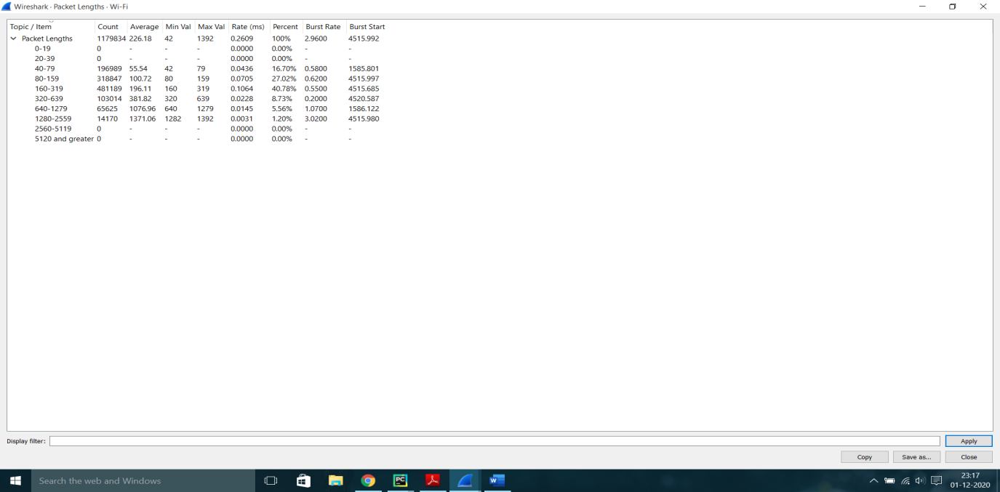 Wireshark · Packet Lengths · Wi-Fi
Topic / Item Count Average Min Val Max Val Rate (ms) Percent Burst Rate Burst Start
Packet Lengths 1179834 226.18 42 1392 0.2609 100% 2.9600 4515.992
0-19 0 - - - 0.0000 0.00% - -
20-39 0 - - - 0.0000 0.00% - -
40-79 196989 55.54 42 79 0.0436 16.70% 0.5800 1585.801
80-159 318847 100.72 80 159 0.0705 27.02% 0.6200 4515.997
160-319 481189 196.11 160 319 0.1064 40.78% 0.5500 4515.685
320-639 103014 381.82 320 639 0.0228 8.73% 0.2000 4520.587
640-1279 65625 1076.96 640 1279 0.0145 5.56% 1.0700 1586.122
1280-2559 14170 1371.06 1282 1392 0.0031 1.20% 3.0200 4515.980
2560-5119 0 - - - 0.0000 0.00% - -
5120 and greater 0 - - - 0.0000 0.00% - -
Display filter: Apply
Copy Save as... Close
Search the web and Windows PC W 23:17
01-12-2020